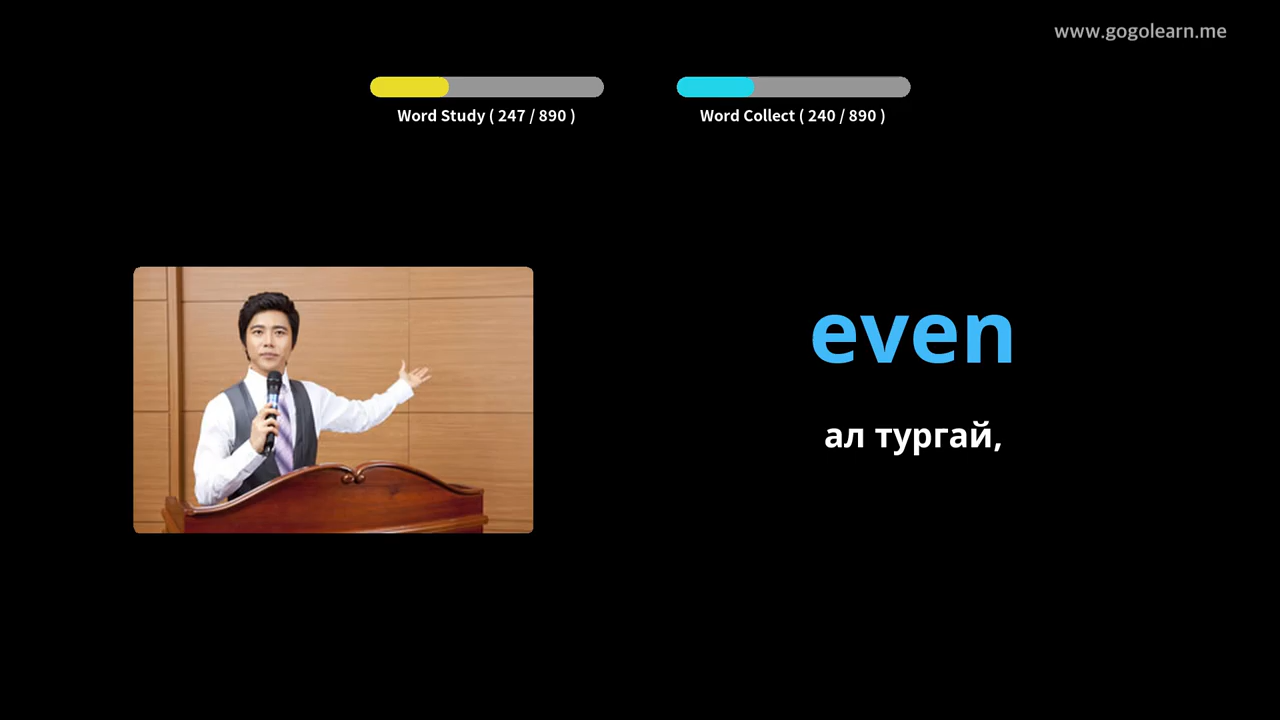 www.gogolearn.me
Word Study ( 247 / 890 )
Word Collect ( 240 / 890 )
even
ал тургай,